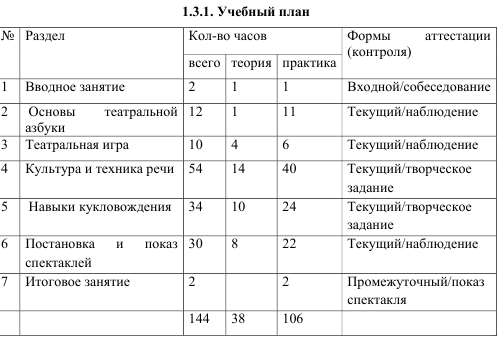 1.3.1. Учебный план
№ Раздел Кол-во часов Формы аттестации
(контроля)
всего теория практика
1 Вводное занятие 2 1 1 Входной/собеседование
2 Основы театральной 12 1 11 Текущий/наблюдение
азбуки
3 Театральная игра 10 4 6 Текущий/наблюдение
4 Культура и техника речи 54 14 40 Текущий/творческое
задание
5 Навыки кукловождения 34 10 24 Текущий/творческое
задание
6 Постановка и показ 30 8 22 Текущий/наблюдение
спектаклей
7 Итоговое занятие 2 2 Промежуточный/показ
спектакля
144 38 106